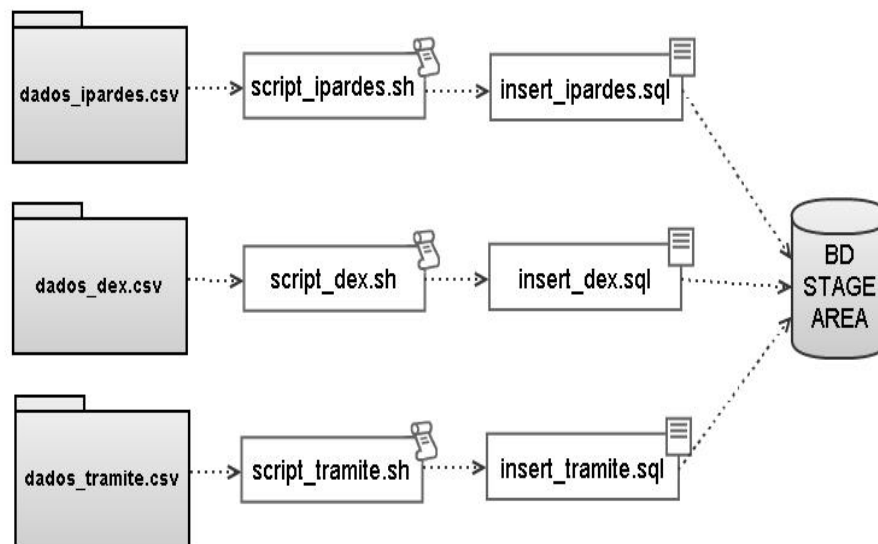 dados_ipardes.csv
script_ipardes.sh
insert_ipardes.sql
dados_dex.csv
script_dex.sh
insert_dex.sql
BD
STAGE
AREA
dados_tramite.csv
script_tramite.sh
insert_tramite.sql